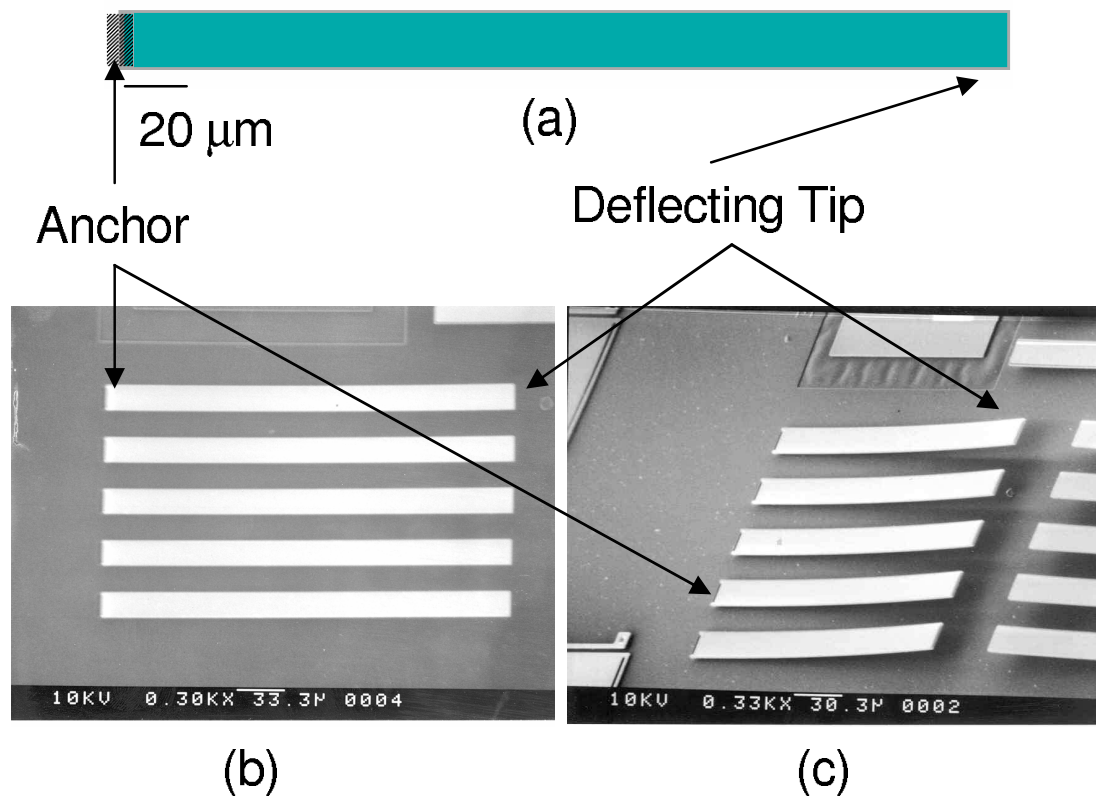 (a)
20 μm
Anchor
Deflecting Tip
10KV 0.30KX 33.3μ 0004
10KV 0.33KX 30.3μ 0002
(b)
(c)